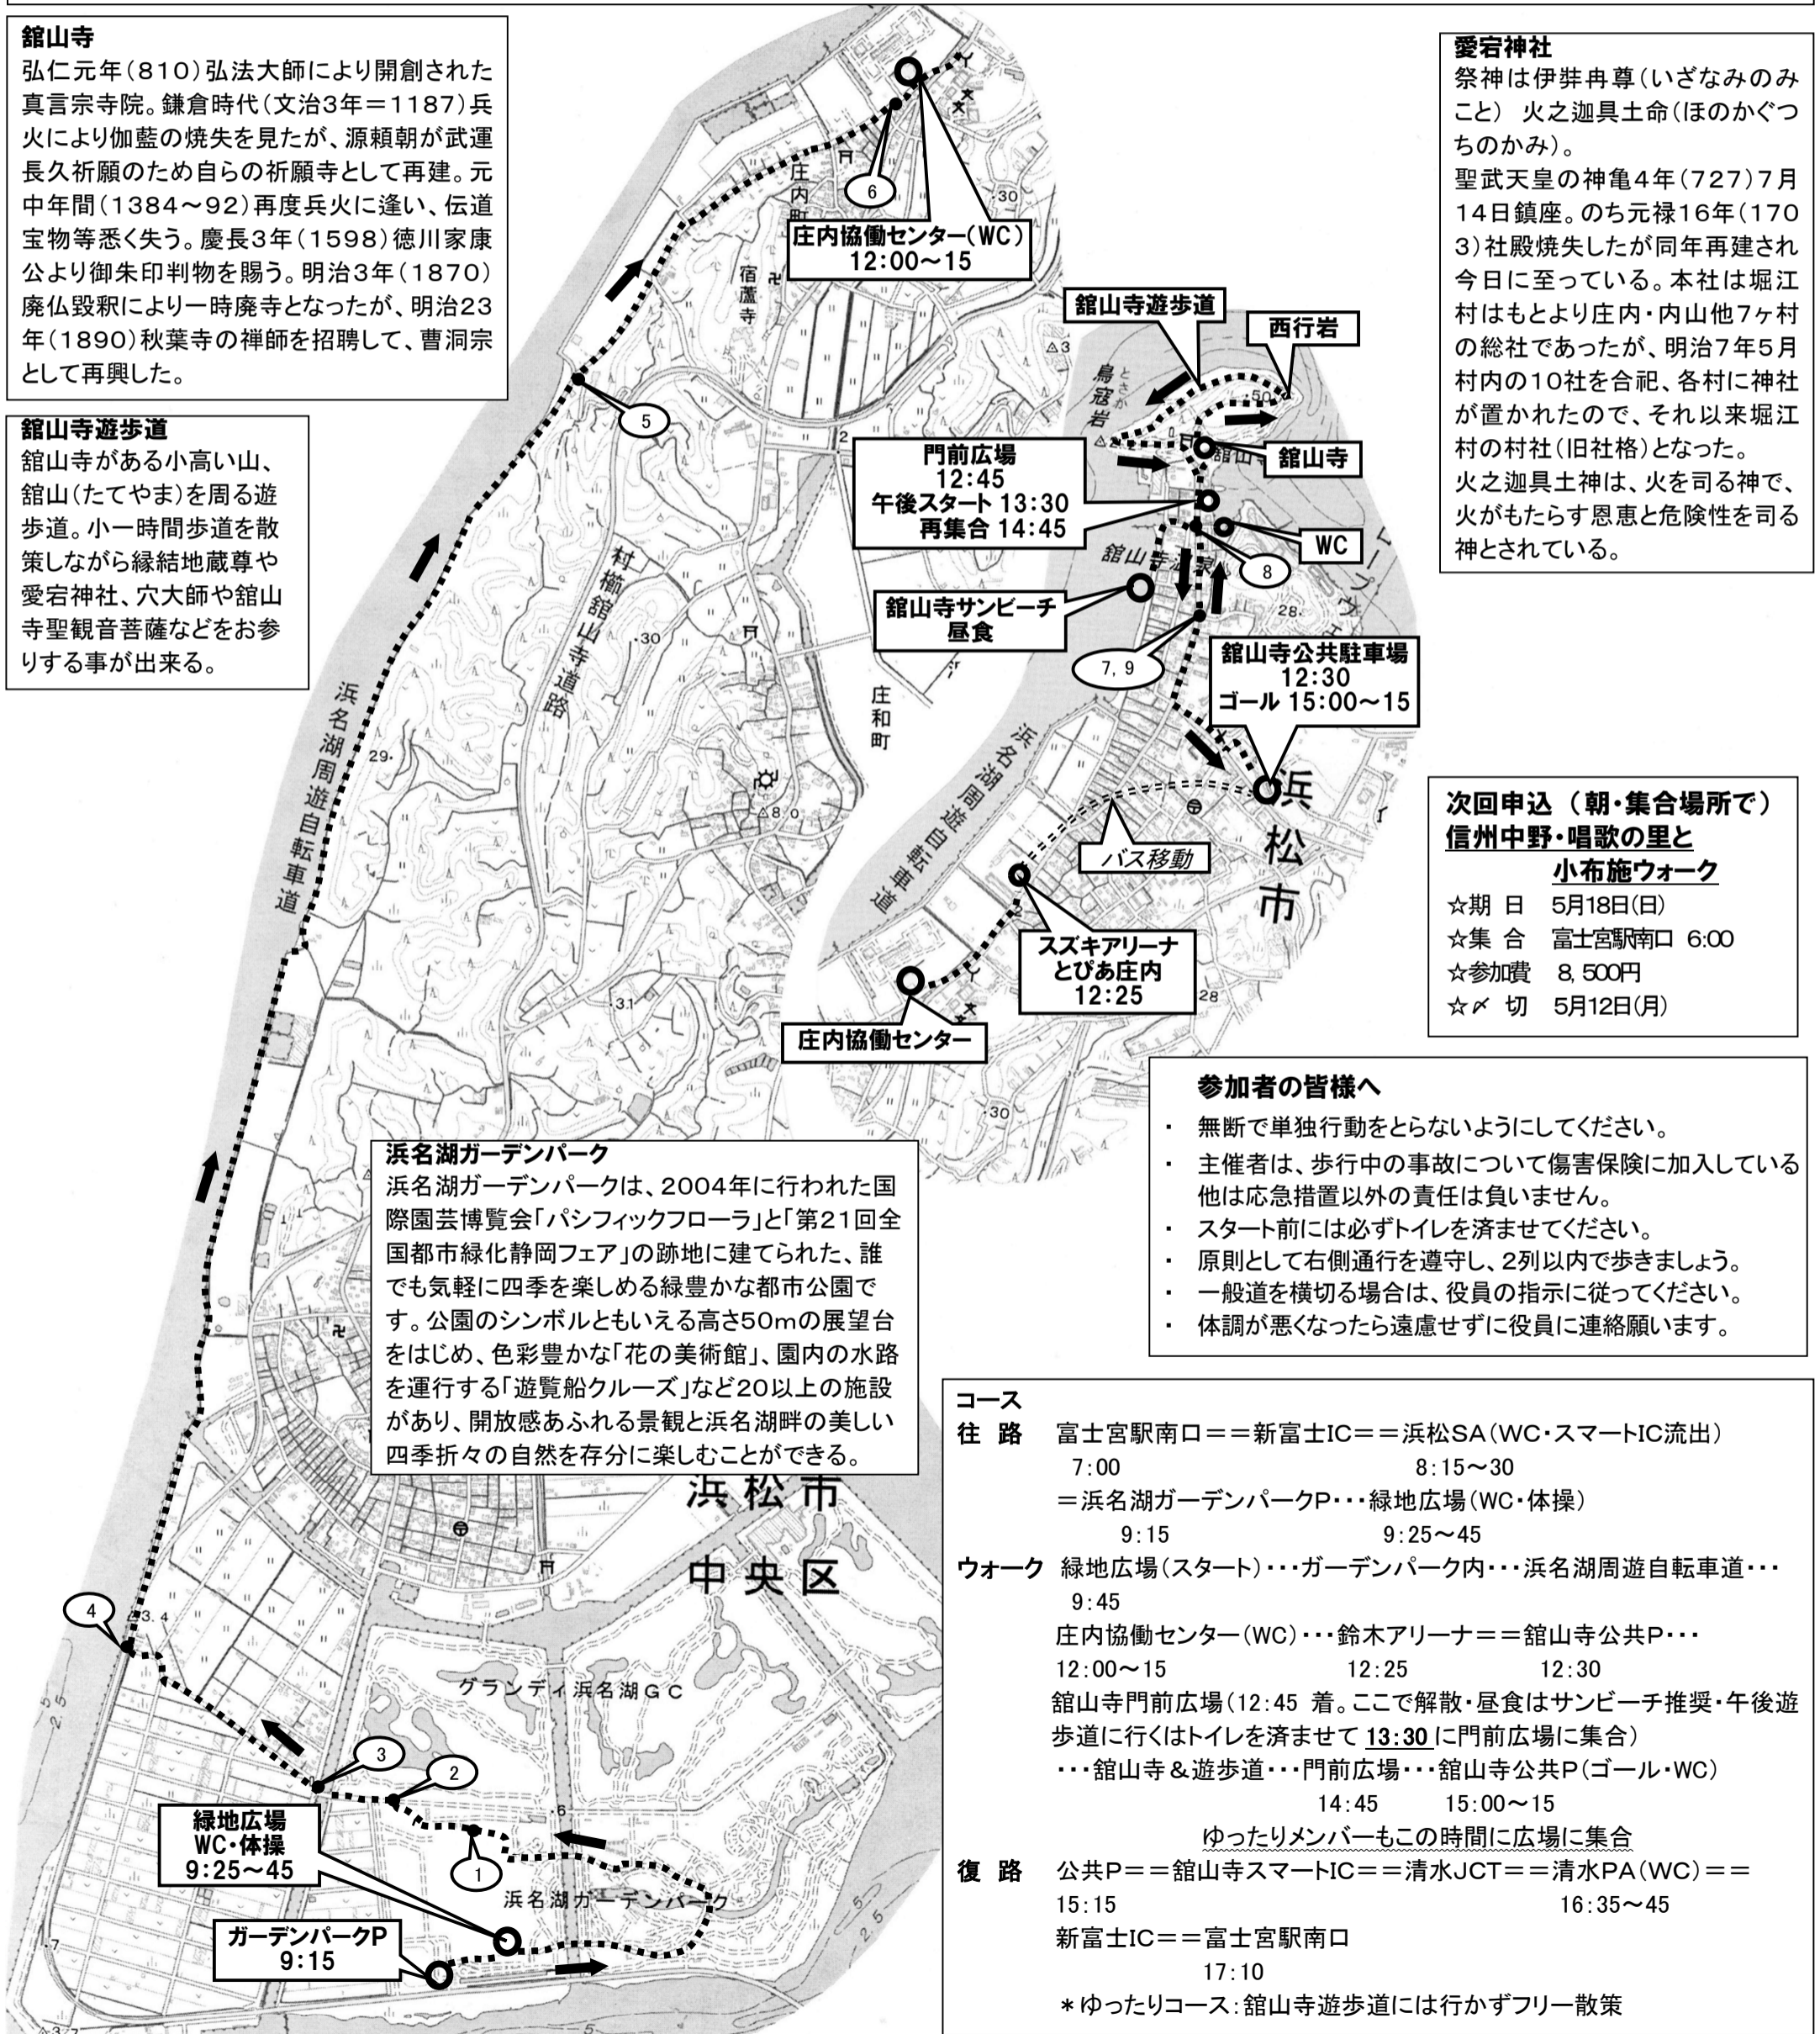 舘山寺
弘仁元年(810)弘法大師により開創された
真言宗寺院。鎌倉時代(文治3年＝1187)兵
火により伽藍の焼失を見たが、源頼朝が武運
長久祈願のため自らの祈願寺として再建。元
中年間(1384～92)再度兵火に逢い、伝道
宝物等悉く失う。慶長3年(1598)徳川家康
公より御朱印判物を賜う。明治3年(1870)
廃仏毀釈により一時廃寺となったが、明治23
年(1890)秋葉寺の禅師を招聘して、曹洞宗
として再興した。
舘山寺遊歩道
舘山寺がある小高い山、
舘山(たてやま)を周る遊
歩道。小一時間歩道を散
策しながら縁結地蔵尊や
愛宕神社、穴大師や舘山
寺聖観音菩薩などをお参
りする事が出来る。
愛宕神社
祭神は伊弉冉尊(いざなみのみ
こと) 火之迦具土命(ほのかぐつ
ちのかみ)。
聖武天皇の神亀4年(727)7月
14日鎮座。のち元禄16年(170
3)社殿焼失したが同年再建され
今日に至っている。本社は堀江
村はもとより庄内・内山他7ヶ村
の総社であったが、明治7年5月
村内の10社を合祀、各村に神社
が置かれたので、それ以来堀江
村の村社(旧社格)となった。
火之迦具土神は、火を司る神で、
火がもたらす恩恵と危険性を司る
神とされている。
6
庄内町
・30
庄内協働センター(WC)
12:00～15
宿蘆寺
5
舘山寺遊歩道
西行岩
鳥冠岩
とさか
・50
舘山寺
門前広場
12:45
午後スタート 13:30
再集合 14:45
WC
舘山寺温泉
8
舘山寺サンビーチ
昼食
28・
ロープウェイ
7, 9
舘山寺公共駐車場
12:30
ゴール 15:00～15
村櫛舘山寺道路
・30
庄和町
浜名湖周遊自転車道
29・
△8.0
浜名湖周遊自転車道
バス移動
浜松市
スズキアリーナ
とぴあ庄内
12:25
・28
庄内協働センター
・31
・30
次回申込 (朝・集合場所で)
信州中野・唱歌の里と
小布施ウォーク
☆期 日 5月18日(日)
☆集 合 富士宮駅南口 6:00
☆参加費 8,500円
☆〆 切 5月12日(月)
参加者の皆様へ
・ 無断で単独行動をとらないようにしてください。
・ 主催者は、歩行中の事故について傷害保険に加入している
他は応急措置以外の責任は負いません。
・ スタート前には必ずトイレを済ませてください。
・ 原則として右側通行を遵守し、2列以内で歩きましょう。
・ 一般道を横切る場合は、役員の指示に従ってください。
・ 体調が悪くなったら遠慮せずに役員に連絡願います。
浜名湖ガーデンパーク
浜名湖ガーデンパークは、2004年に行われた国
際園芸博覧会「パシフィックフローラ」と「第21回全
国都市緑化静岡フェア」の跡地に建てられた、誰
でも気軽に四季を楽しめる緑豊かな都市公園で
す。公園のシンボルともいえる高さ50mの展望台
をはじめ、色彩豊かな「花の美術館」、園内の水路
を運行する「遊覧船クルーズ」など20以上の施設
があり、開放感あふれる景観と浜名湖畔の美しい
四季折々の自然を存分に楽しむことができる。
浜松市
中央区
4
△3.4
グランディ浜名湖GC
3
2
・6
緑地広場
WC・体操
9:25～45
1
浜名湖ガーデンパーク
ガーデンパークP
9:15
コース
往 路 富士宮駅南口＝＝新富士IC＝＝浜松SA(WC・スマートIC流出)
7:00 8:15～30
＝浜名湖ガーデンパークP・・・緑地広場(WC・体操)
9:15 9:25～45
ウォーク 緑地広場(スタート)・・・ガーデンパーク内・・・浜名湖周遊自転車道・・・
9:45
庄内協働センター(WC)・・・鈴木アリーナ＝＝舘山寺公共P・・・
12:00～15 12:25 12:30
舘山寺門前広場(12:45 着。ここで解散・昼食はサンビーチ推奨・午後遊
歩道に行くはトイレを済ませて 13:30 に門前広場に集合)
・・・舘山寺＆遊歩道・・・門前広場・・・舘山寺公共P(ゴール・WC)
14:45 15:00～15
ゆったりメンバーもこの時間に広場に集合
復 路 公共P＝＝舘山寺スマートIC＝＝清水JCT＝＝清水PA(WC)＝＝
15:15 16:35～45
新富士IC＝＝富士宮駅南口
17:10
＊ゆったりコース：舘山寺遊歩道には行かずフリー散策